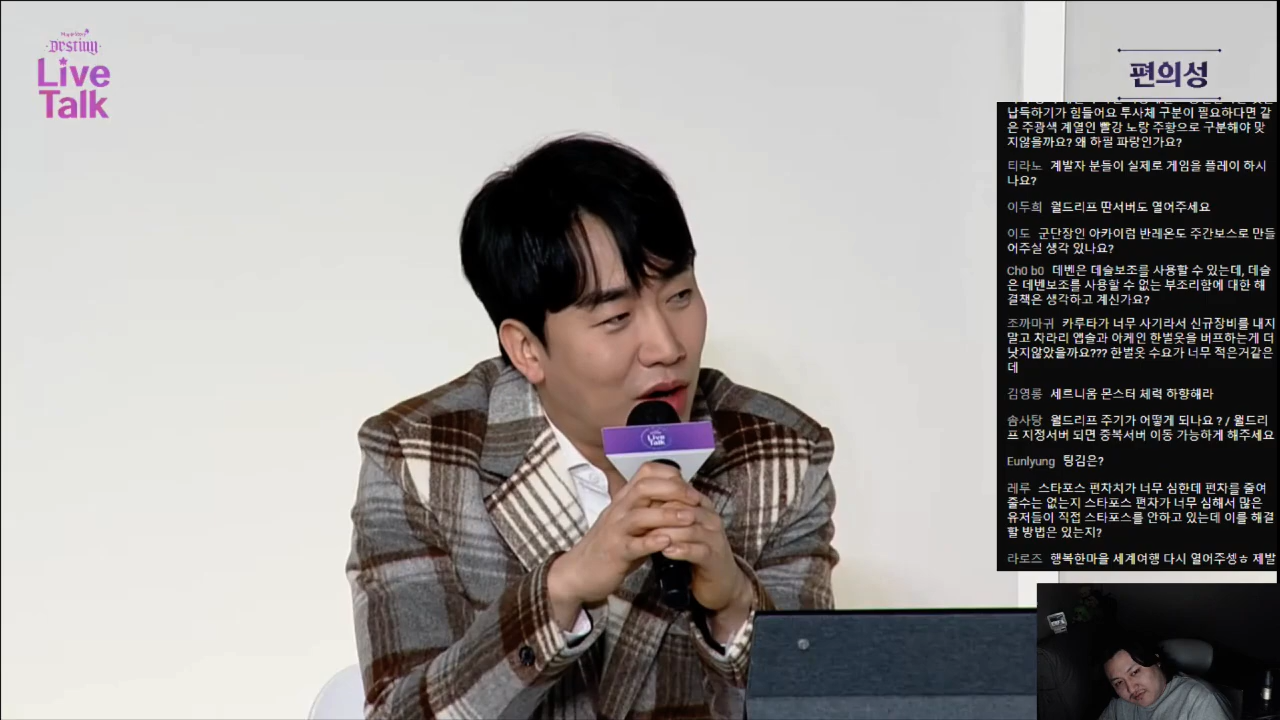 MapleStory
DESTINY
Live
Talk
편의성
납득하기가 힘들어요 투사체 구분이 필요하다면 같
은 주광색 계열인 빨강 노랑 주황으로 구분해야 맞
지않을까요? 왜 하필 파랑인가요?
티라노 계발자 분들이 실제로 게임을 플레이 하시
나요?
이두희 월드리프 딴서버도 열어주세요
이도 군단장인 아카이럼 반레온도 주간보스로 만들
어주실 생각 있나요?
데벤은 데슬보조를 사용할 수 있는데, 데슬
은 데벤보조를 사용할 수 없는 부조리함에 대한 해
결책은 생각하고 계신가요?
조까마귀 카루타가 너무 사기라서 신규장비를 내지
말고 차라리 앱솔과 아케인 한벌옷을 버프하는게 더
낫지않았을까요??? 한벌옷 수요가 너무 적은거같은
데
김영롱 세르니움 몬스터 체력 하향해라
솜사탕 월드리프 주기가 어떻게 되나요 ? / 월드리
프 지정서버 되면 중복서버 이동 가능하게 해주세요
Eunlyung 팅김은?
레루 스타포스 편차치가 너무 심한데 편자를 줄여
줄수는 없는지 스타포스 편차가 너무 심해서 많은
유저들이 직접 스타포스를 안하고 있는데 이를 해결
할 방법은 있는지?
라로즈 행복한마을 세계여행 다시 열어주셍ㅎ 제발
Live
Talk